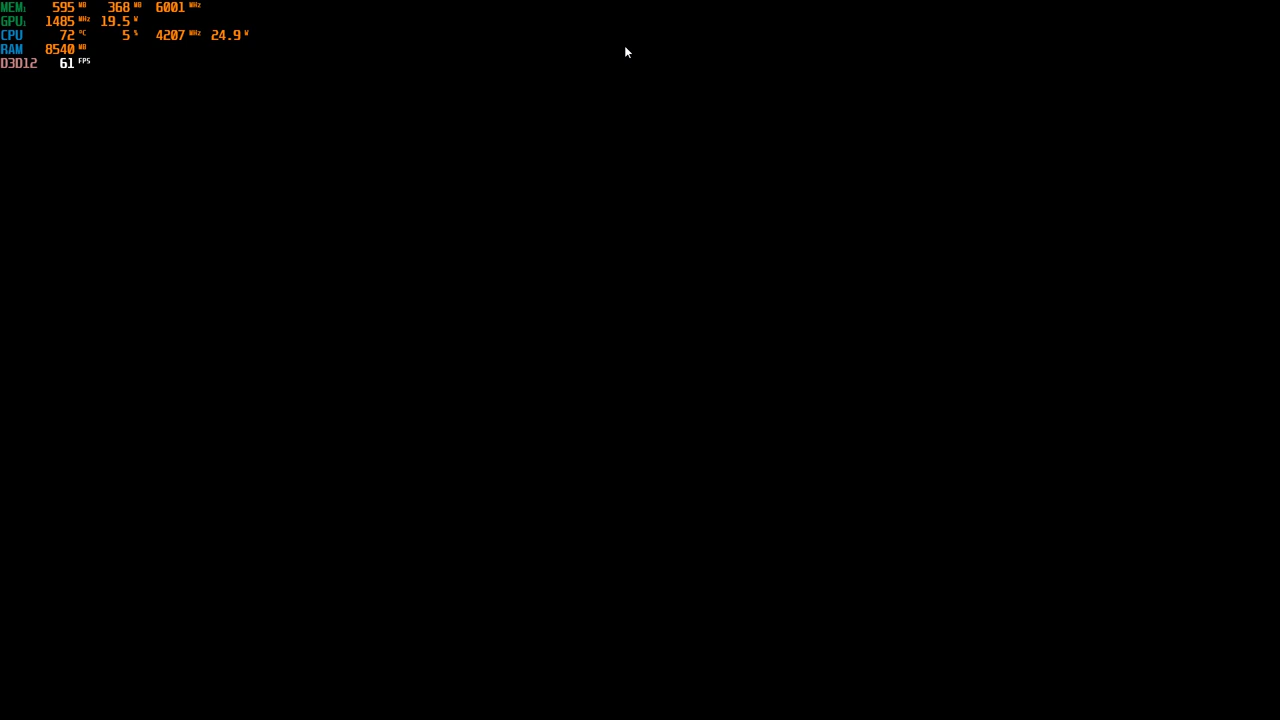 MEM1 595 MB 368 MB 6001 MHz
GPU1 1485 MHz 19.5 W
CPU 72 °C 5 % 4207 MHz 24.9 W
RAM 8540 MB
D3D12 61 FPS